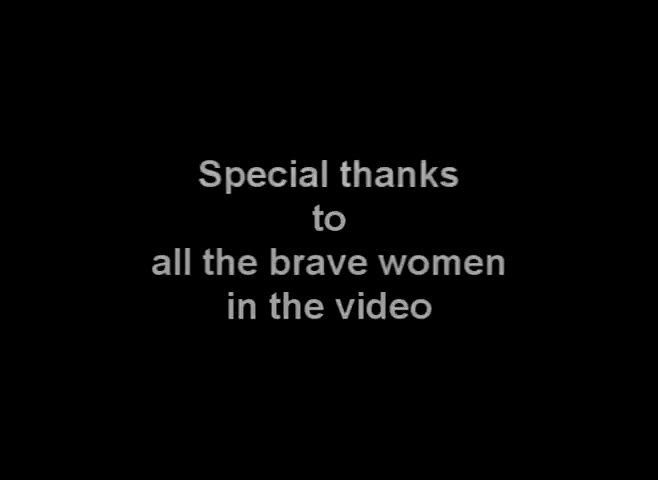 Special thanks
to
all the brave women
in the video